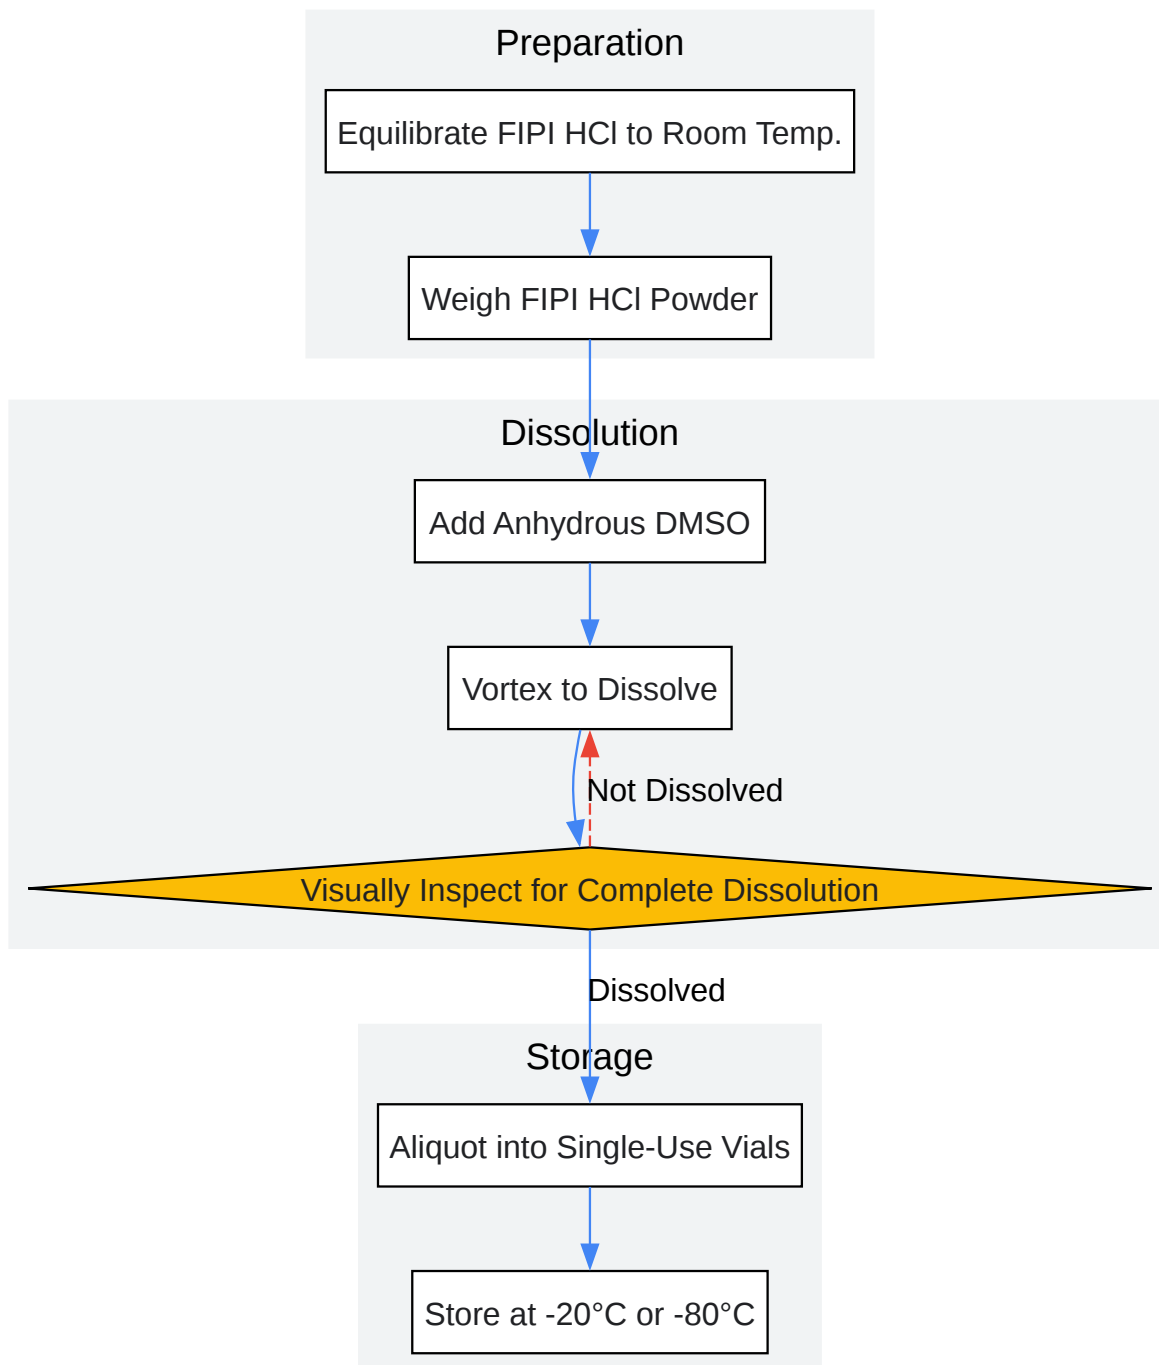 Preparation
Equilibrate FIPI HCl to Room Temp.
Weigh FIPI HCl Powder
Dissolution
Add Anhydrous DMSO
Vortex to Dissolve
Not Dissolved
Visually Inspect for Complete Dissolution
Dissolved
Storage
Aliquot into Single-Use Vials
Store at -20°C or -80°C